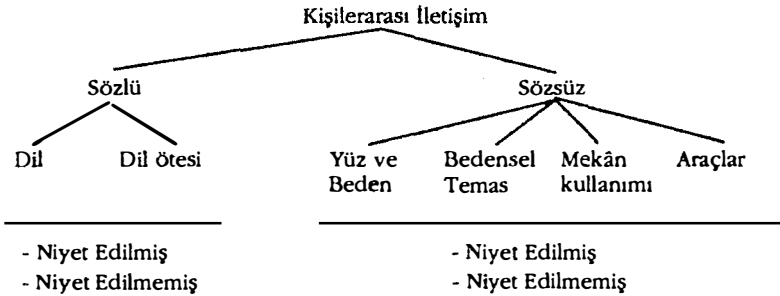 Kişilerarası İletişim
Sözlü Sözsüz
Dil Dil ötesi Yüz ve Beden Bedensel Temas Mekân kullanımı Araçlar
- Niyet Edilmiş - Niyet Edilmiş
- Niyet Edilmemiş - Niyet Edilmemiş